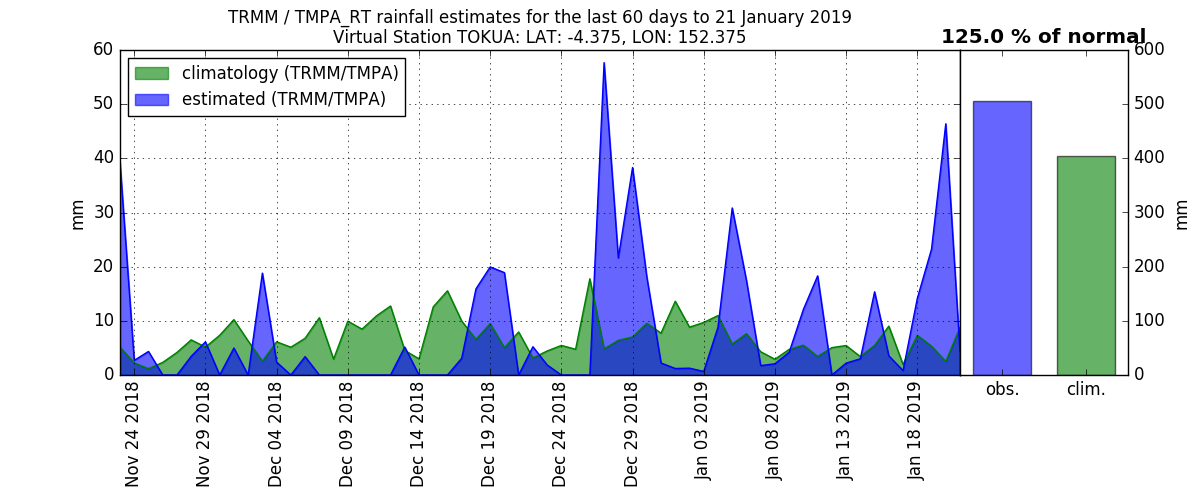 TRMM / TMPA_RT rainfall estimates for the last 60 days to 21 January 2019
Virtual Station TOKUA: LAT: -4.375, LON: 152.375
125.0 % of normal
climatology (TRMM/TMPA)
estimated (TRMM/TMPA)
60
50
40
30
20
10
0
mm
Nov 24 2018
Nov 29 2018
Dec 04 2018
Dec 09 2018
Dec 14 2018
Dec 19 2018
Dec 24 2018
Dec 29 2018
Jan 03 2019
Jan 08 2019
Jan 13 2019
Jan 18 2019
obs.
clim.
600
500
400
300
200
100
0
mm